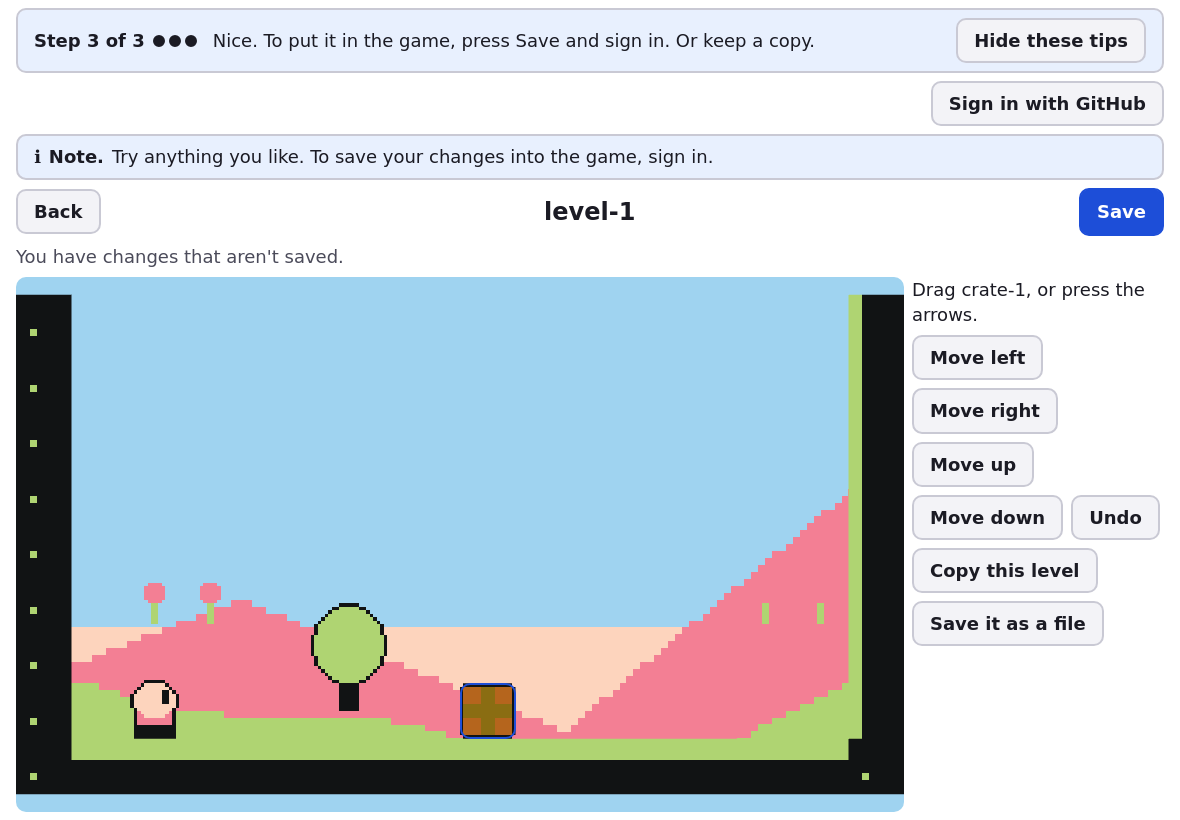 Step 3 of 3 ●●● Nice. To put it in the game, press Save and sign in. Or keep a copy.
Hide these tips
Sign in with GitHub
ℹ Note. Try anything you like. To save your changes into the game, sign in.
Back
level-1
Save
You have changes that aren't saved.
Drag crate-1, or press the
arrows.
Move left
Move right
Move up
Move down
Undo
Copy this level
Save it as a file